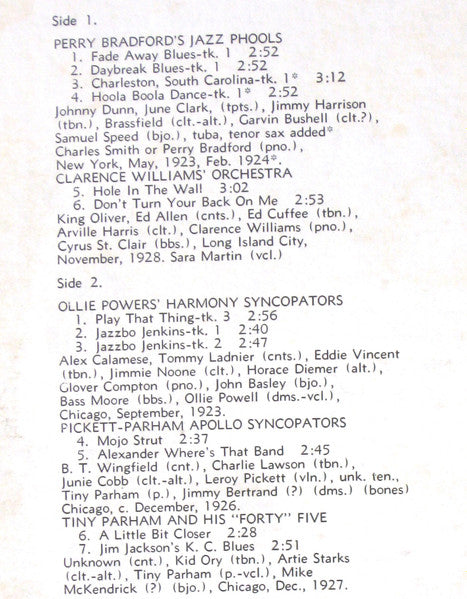 Side 1.
PERRY BRADFORD'S JAZZ PHOOLS
1. Fade Away Blues-tk. 1 2:52
2. Daybreak Blues-tk. 1 2:52
3. Charleston, South Carolina-tk. 1* 3:12
4. Hoola Boola Dance-tk. 1* 2:52
Johnny Dunn, June Clark, (tpts.), Jimmy Harrison
(tbn.), Brassfield (clt.-alt.), Garvin Bushell (clt.?),
Samuel Speed (bjo.), tuba, tenor sax added*
Charles Smith or Perry Bradford (pno.),
New York, May, 1923, Feb. 1924*.
CLARENCE WILLIAMS' ORCHESTRA
5. Hole In The Wall 3:02
6. Don't Turn Your Back On Me 2:53
King Oliver, Ed Allen (cnts.), Ed Cuffee (tbn.),
Arville Harris (clt.), Clarence Williams (pno.),
Cyrus St. Clair (bbs.), Long Island City,
November, 1928. Sara Martin (vcl.)
Side 2.
OLLIE POWERS' HARMONY SYNCOPATORS
1. Play That Thing-tk. 3 2:56
2. Jazzbo Jenkins-tk. 1 2:40
3. Jazzbo Jenkins-tk. 2 2:47
Alex Calamese, Tommy Ladnier (cnts.), Eddie Vincent
(tbn.), Jimmie Noone (clt.), Horace Diemer (alt.),
Glover Compton (pno.), John Basley (bjo.),
Bass Moore (bbs.), Ollie Powell (dms.-vcl.),
Chicago, September, 1923.
PICKETT-PARHAM APOLLO SYNCOPATORS
4. Mojo Strut 2:37
5. Alexander Where's That Band 2:45
B. T. Wingfield (cnt.), Charlie Lawson (tbn.),
Junie Cobb (clt.-alt.), Leroy Pickett (vln.), unk. ten.,
Tiny Parham (p.), Jimmy Bertrand (?) (dms.) (bones)
Chicago, c. December, 1926.
TINY PARHAM AND HIS "FORTY" FIVE
6. A Little Bit Closer 2:28
7. Jim Jackson's K. C. Blues 2:51
Unknown (cnt.), Kid Ory (tbn.), Artie Starks
(clt.-alt.), Tiny Parham (p.-vcl.), Mike
McKendrick (?) (bjo.), Chicago, Dec., 1927.